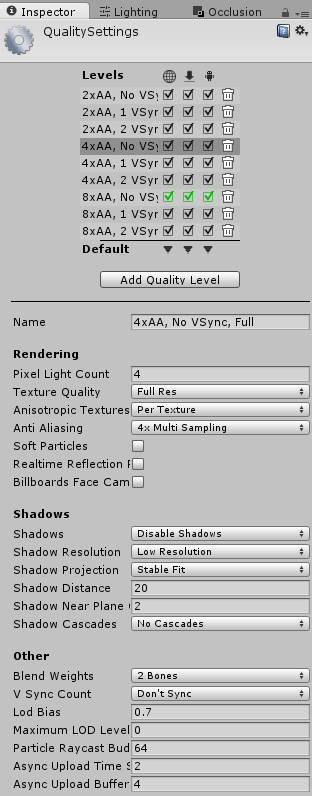 Inspector Lighting Occlusion
QualitySettings
Levels
2xAA, No VSyr
2xAA, 1 VSyr
2xAA, 2 VSyr
4xAA, No VSyr
4xAA, 1 VSyr
4xAA, 2 VSyr
8xAA, No VSyr
8xAA, 1 VSyr
8xAA, 2 VSyr
Default
Add Quality Level
Name 4xAA, No VSync, Full
Rendering
Pixel Light Count 4
Texture Quality Full Res
Anisotropic Textures Per Texture
Anti Aliasing 4x Multi Sampling
Soft Particles
Realtime Reflection F
Billboards Face Cam
Shadows
Shadows Disable Shadows
Shadow Resolution Low Resolution
Shadow Projection Stable Fit
Shadow Distance 20
Shadow Near Plane 2
Shadow Cascades No Cascades
Other
Blend Weights 2 Bones
V Sync Count Don't Sync
Lod Bias 0.7
Maximum LOD Level 0
Particle Raycast Bud 64
Async Upload Time S 2
Async Upload Buffer 4